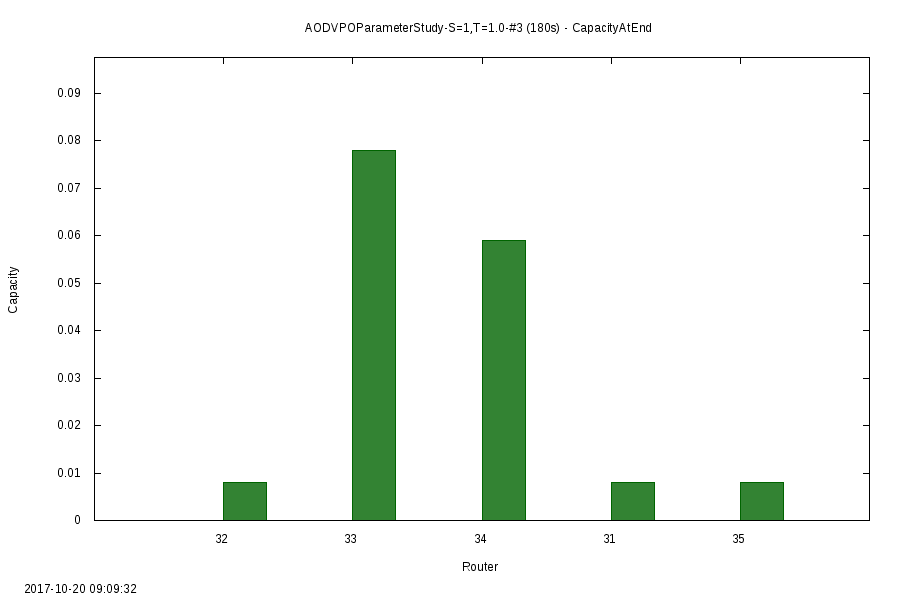 AODVPOParameterStudy-S=1,T=1.0-#3 (180s) - CapacityAtEnd
0.09
0.08
0.07
0.06
0.05
0.04
0.03
0.02
0.01
0
Capacity
32 33 34 31 35
Router
2017-10-20 09:09:32